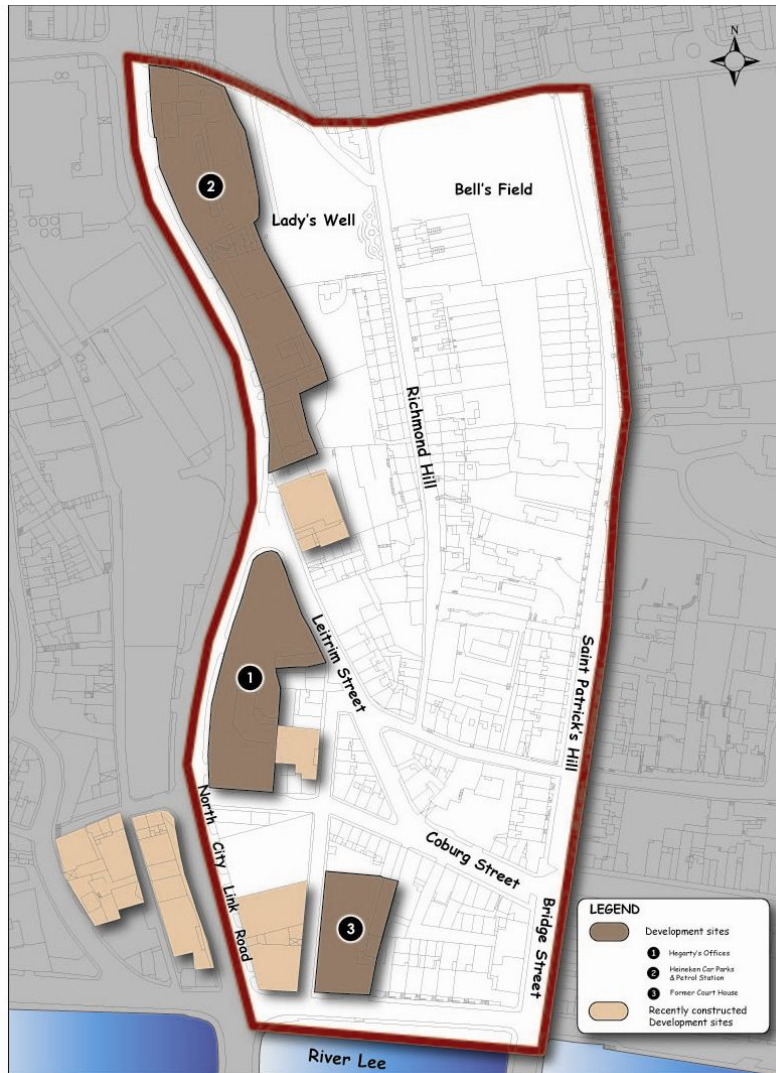 N
2
Bell's Field
Lady's Well
Richmond Hill
Leitrim Street
1
Saint Patrick's Hill
North City Link Road
Coburg Street
3
Bridge Street
River Lee
LEGEND
Development sites
1 Hegarty's Offices
2 Heineken Car Parks
& Petrol Station
3 Former Court House
Recently constructed
Development sites